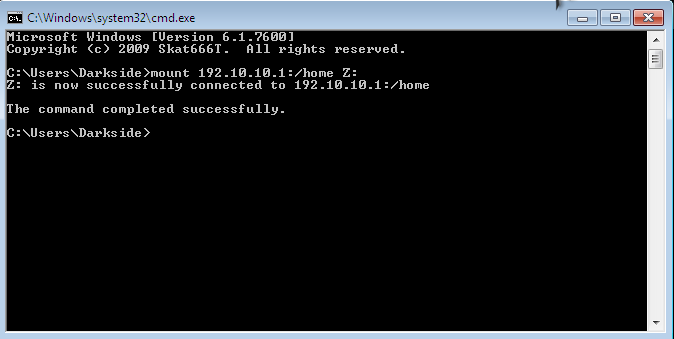 C:\Windows\system32\cmd.exe
Microsoft Windows [Version 6.1.7600]
Copyright (c) 2009 Skat666T.  All rights reserved.
C:\Users\Darkside>mount 192.10.10.1:/home Z:
Z: is now successfully connected to 192.10.10.1:/home
The command completed successfully.
C:\Users\Darkside>